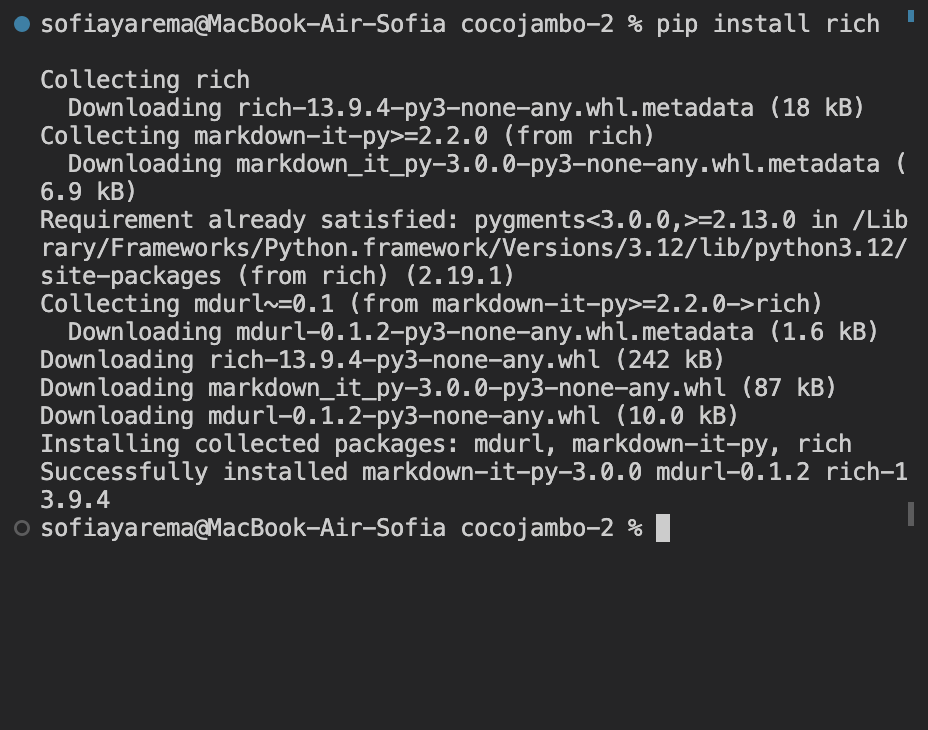 sofiayarema@MacBook-Air-Sofia cocojambo-2 % pip install rich
Collecting rich
  Downloading rich-13.9.4-py3-none-any.whl.metadata (18 kB)
Collecting markdown-it-py>=2.2.0 (from rich)
  Downloading markdown_it_py-3.0.0-py3-none-any.whl.metadata (
6.9 kB)
Requirement already satisfied: pygments<3.0.0,>=2.13.0 in /Lib
rary/Frameworks/Python.framework/Versions/3.12/lib/python3.12/
site-packages (from rich) (2.19.1)
Collecting mdurl~=0.1 (from markdown-it-py>=2.2.0->rich)
  Downloading mdurl-0.1.2-py3-none-any.whl.metadata (1.6 kB)
Downloading rich-13.9.4-py3-none-any.whl (242 kB)
Downloading markdown_it_py-3.0.0-py3-none-any.whl (87 kB)
Downloading mdurl-0.1.2-py3-none-any.whl (10.0 kB)
Installing collected packages: mdurl, markdown-it-py, rich
Successfully installed markdown-it-py-3.0.0 mdurl-0.1.2 rich-1
3.9.4
sofiayarema@MacBook-Air-Sofia cocojambo-2 %